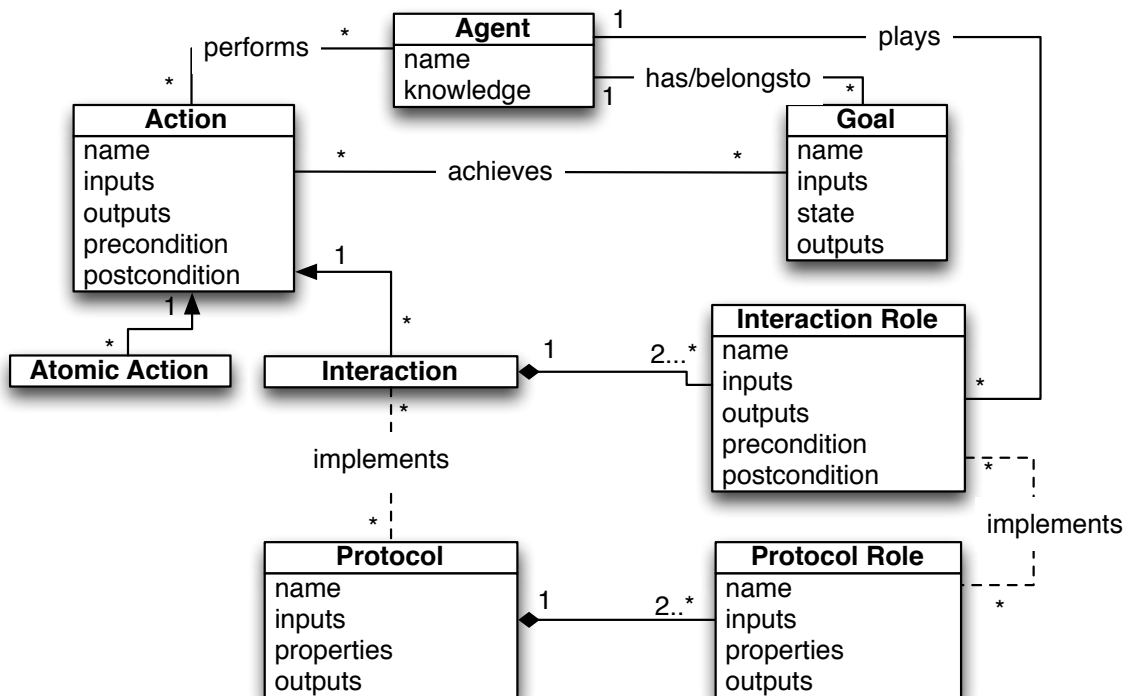 Agent
name
knowledge
performs
*
*
1
plays
has/belongsto
1
*
Action
name
inputs
outputs
precondition
postcondition
*
achieves
*
Goal
name
inputs
state
outputs
1
*
1
*
Atomic Action
Interaction
1
2...*
Interaction Role
name
inputs
outputs
precondition
postcondition
*
*
implements
*
*
implements
*
Protocol
name
inputs
properties
outputs
1
2..*
Protocol Role
name
inputs
properties
outputs